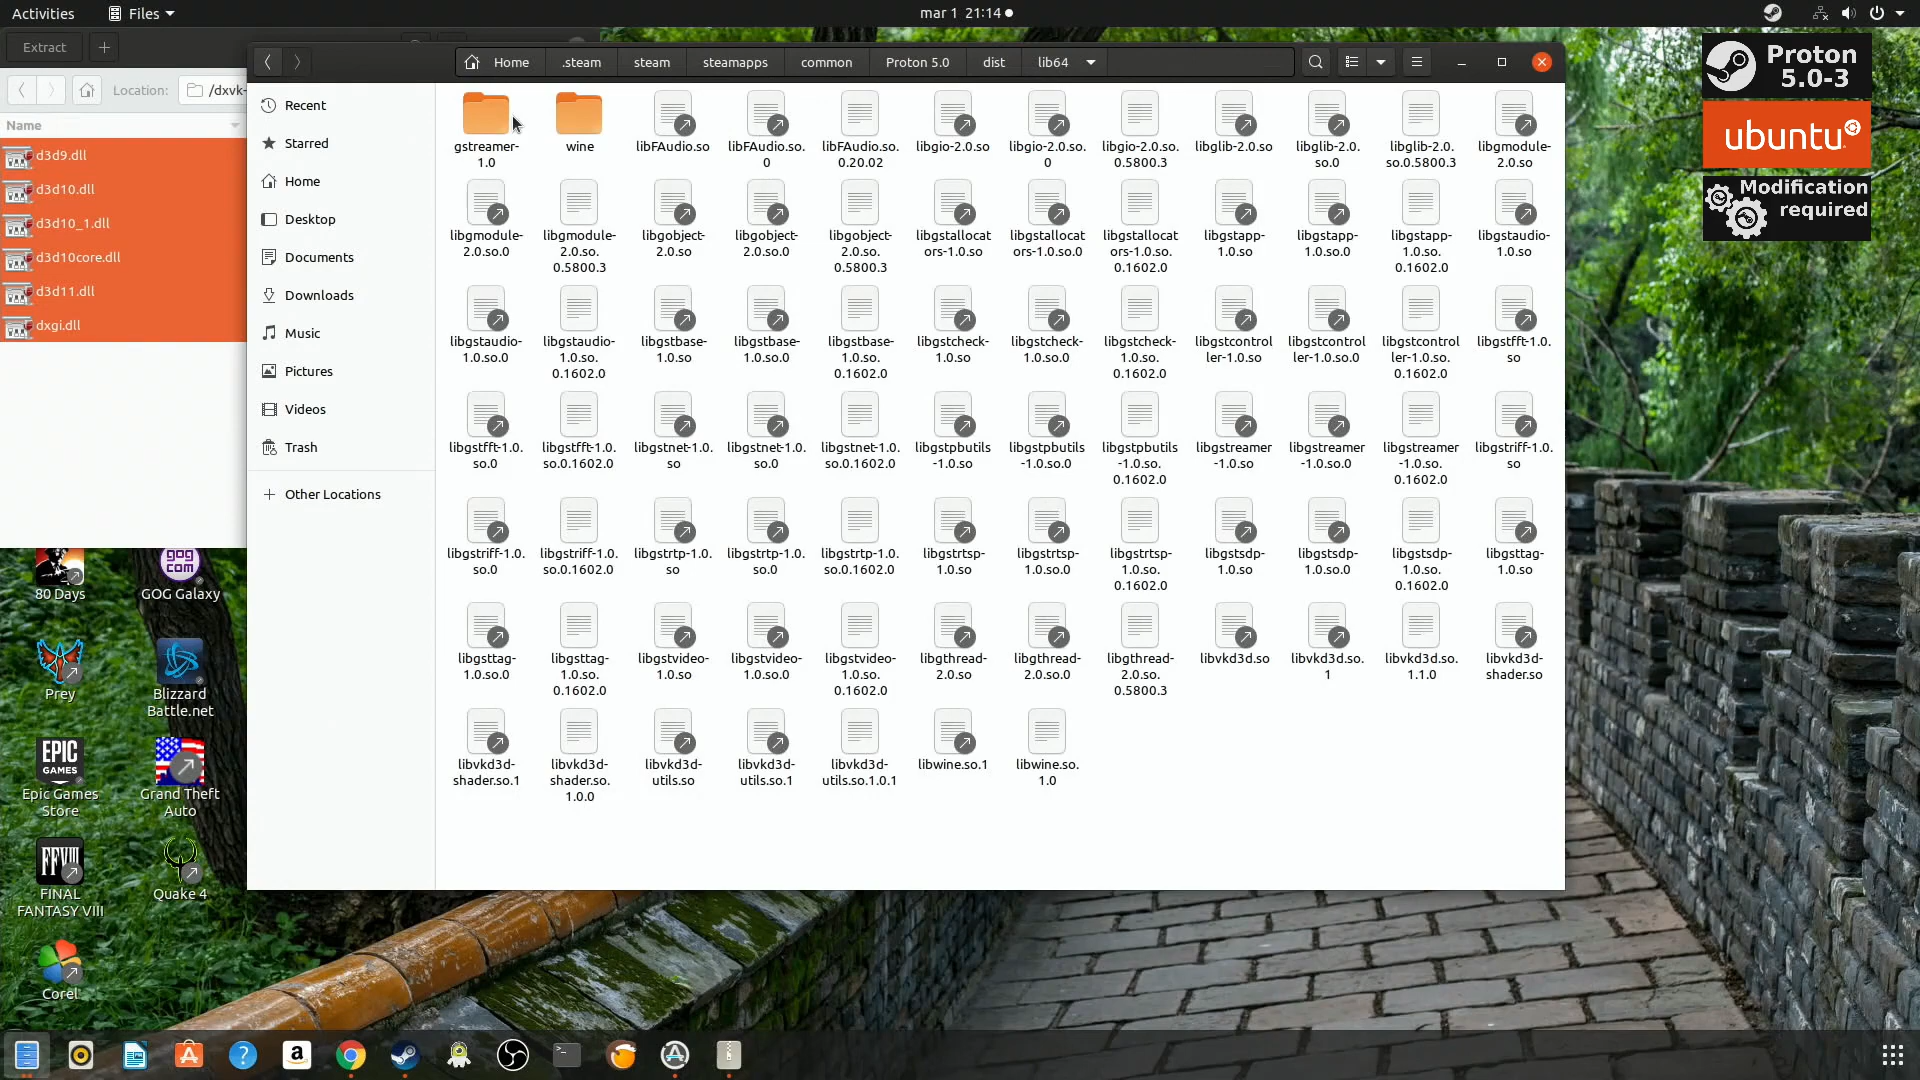 Activities
Files
mar 1 21:14
Extract
Location:
/dxvk-
Name
d3d9.dll
d3d10.dll
d3d10_1.dll
d3d10core.dll
d3d11.dll
dxgi.dll
Home
.steam
steam
steamapps
common
Proton 5.0
dist
lib64
Recent
Starred
Home
Desktop
Documents
Downloads
Music
Pictures
Videos
Trash
Other Locations
gstreamer-
1.0
wine
libFAudio.so
libFAudio.so.
0
libFAudio.so.
0.20.02
libgio-2.0.so
libgio-2.0.so.
0
libgio-2.0.so.
0.5800.3
libglib-2.0.so
libglib-2.0.
so.0
libglib-2.0.
so.0.5800.3
libgmodule-
2.0.so
libgmodule-
2.0.so.0
libgmodule-
2.0.so.
0.5800.3
libgobject-
2.0.so
libgobject-
2.0.so.0
libgobject-
2.0.so.
0.5800.3
libgstallocat
ors-1.0.so
libgstallocat
ors-1.0.so.0
libgstallocat
ors-1.0.so.
0.1602.0
libgstapp-
1.0.so
libgstapp-
1.0.so.0
libgstapp-
1.0.so.
0.1602.0
libgstaudio-
1.0.so
libgstaudio-
1.0.so.0
libgstaudio-
1.0.so.
0.1602.0
libgstbase-
1.0.so
libgstbase-
1.0.so.0
libgstbase-
1.0.so.
0.1602.0
libgstcheck-
1.0.so
libgstcheck-
1.0.so.0
libgstcheck-
1.0.so.
0.1602.0
libgstcontrol
ler-1.0.so
libgstcontrol
ler-1.0.so.0
libgstcontrol
ler-1.0.so.
0.1602.0
libgstfft-1.0.
so
libgstfft-1.0.
so.0
libgstfft-1.0.
so.0.1602.0
libgstnet-1.0.
so
libgstnet-1.0.
so.0
libgstnet-1.0.
so.0.1602.0
libgstpbutils
-1.0.so
libgstpbutils
-1.0.so.0
libgstpbutils
-1.0.so.
0.1602.0
libgstreamer
-1.0.so
libgstreamer
-1.0.so.0
libgstreamer
-1.0.so.
0.1602.0
libgstriff-1.0.
so
libgstriff-1.0.
so.0
libgstriff-1.0.
so.0.1602.0
libgstrtp-1.0.
so
libgstrtp-1.0.
so.0
libgstrtp-1.0.
so.0.1602.0
libgstrtsp-
1.0.so
libgstrtsp-
1.0.so.0
libgstrtsp-
1.0.so.
0.1602.0
libgstsdp-
1.0.so
libgstsdp-
1.0.so.0
libgstsdp-
1.0.so.
0.1602.0
libgsttag-
1.0.so
libgsttag-
1.0.so.0
libgsttag-
1.0.so.
0.1602.0
libgstvideo-
1.0.so
libgstvideo-
1.0.so.0
libgstvideo-
1.0.so.
0.1602.0
libgthread-
2.0.so
libgthread-
2.0.so.0
libgthread-
2.0.so.
0.5800.3
libvkd3d.so
libvkd3d.so.
1
libvkd3d.so.
1.1.0
libvkd3d-
shader.so
libvkd3d-
shader.so.1
libvkd3d-
shader.so.
1.0.0
libvkd3d-
utils.so
libvkd3d-
utils.so.1
libvkd3d-
utils.so.1.0.1
libwine.so.1
libwine.so.
1.0
Proton
5.0-3
ubuntu
Modification
required
80 Days
gog
com
GOG Galaxy
Prey
Blizzard
Battle.net
EPIC
GAMES
Epic Games
Store
Grand Theft
Auto
FFVIII
FINAL
FANTASY VIII
Quake 4
Corel